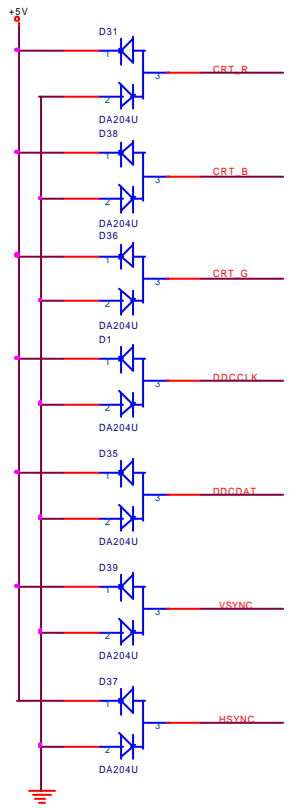 +5V
D31
1
3
CRT_R
2
DA204U
D38
1
3
CRT_B
2
DA204U
D36
1
3
CRT_G
2
DA204U
D1
1
3
DDCCLK
2
DA204U
D35
1
3
DDCDAT
2
DA204U
D39
1
3
VSYNC
2
DA204U
D37
1
3
HSYNC
2
DA204U